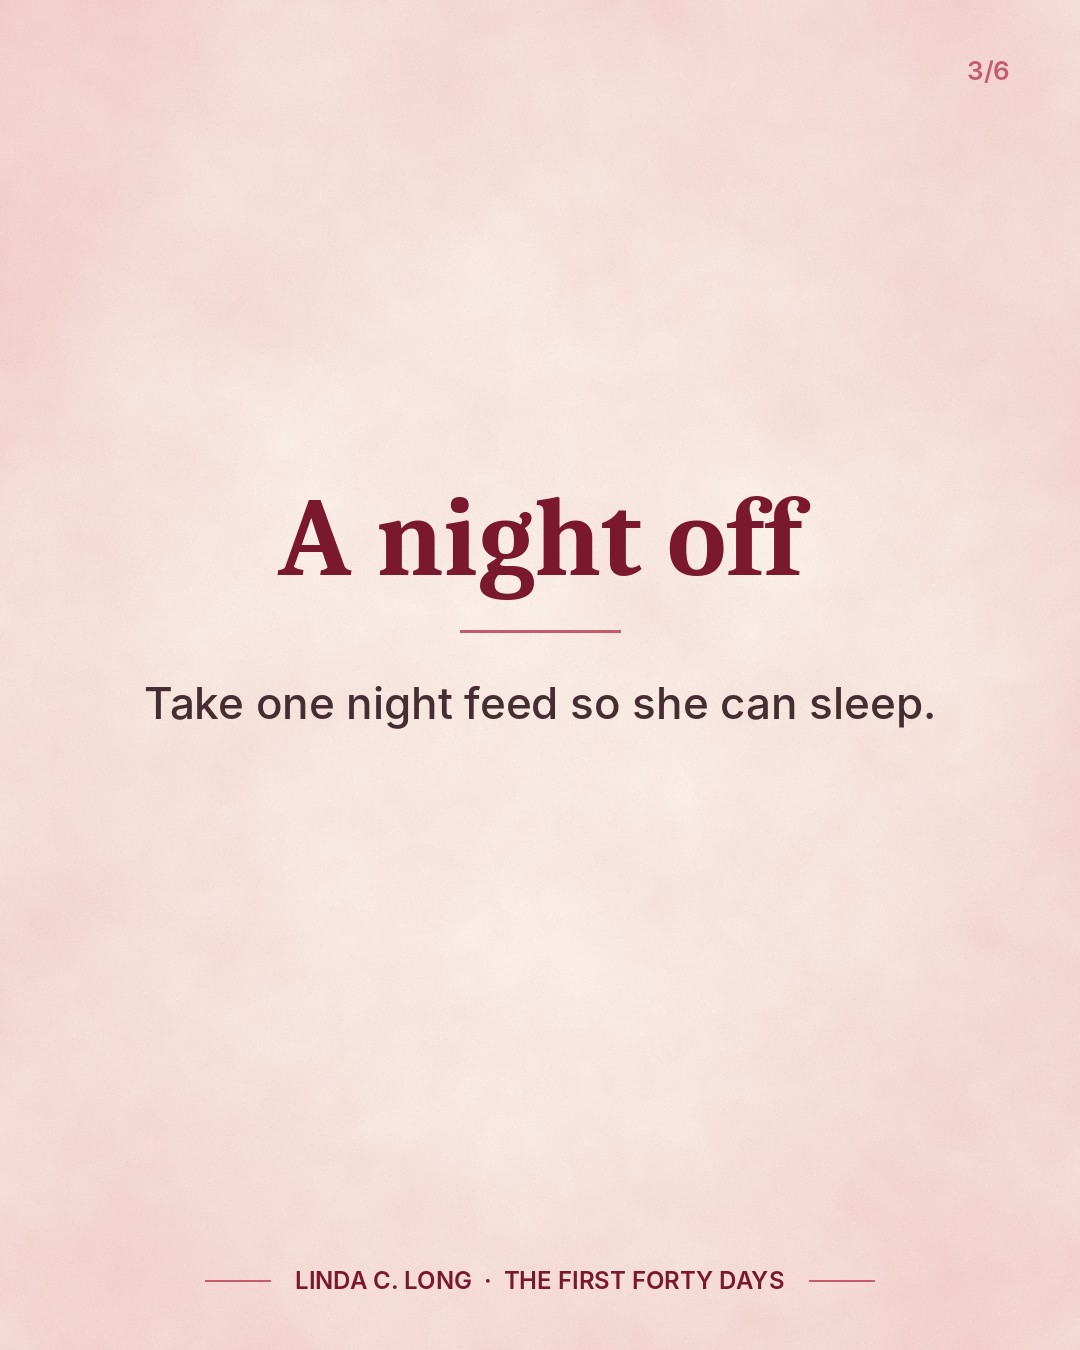 3/6
A night off
Take one night feed so she can sleep.
LINDA C. LONG · THE FIRST FORTY DAYS